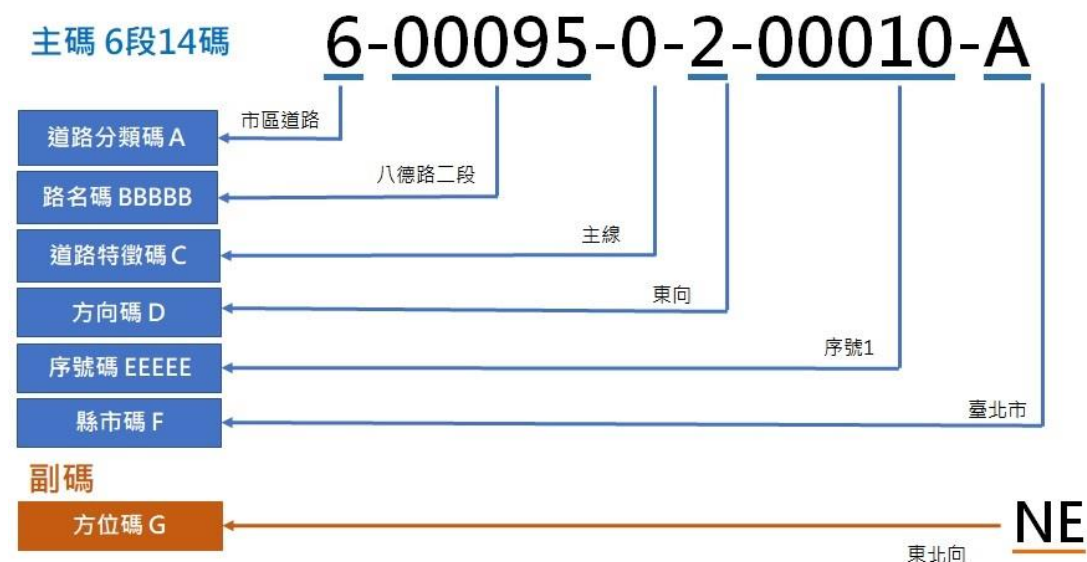 主碼 6段14碼
6-00095-0-2-00010-A
市區道路
道路分類碼 A
八德路二段
路名碼 BBBBB
主線
道路特徵碼 C
東向
方向碼 D
序號1
序號碼 EEEEE
臺北市
縣市碼 F
副碼
方位碼 G
NE
東北向